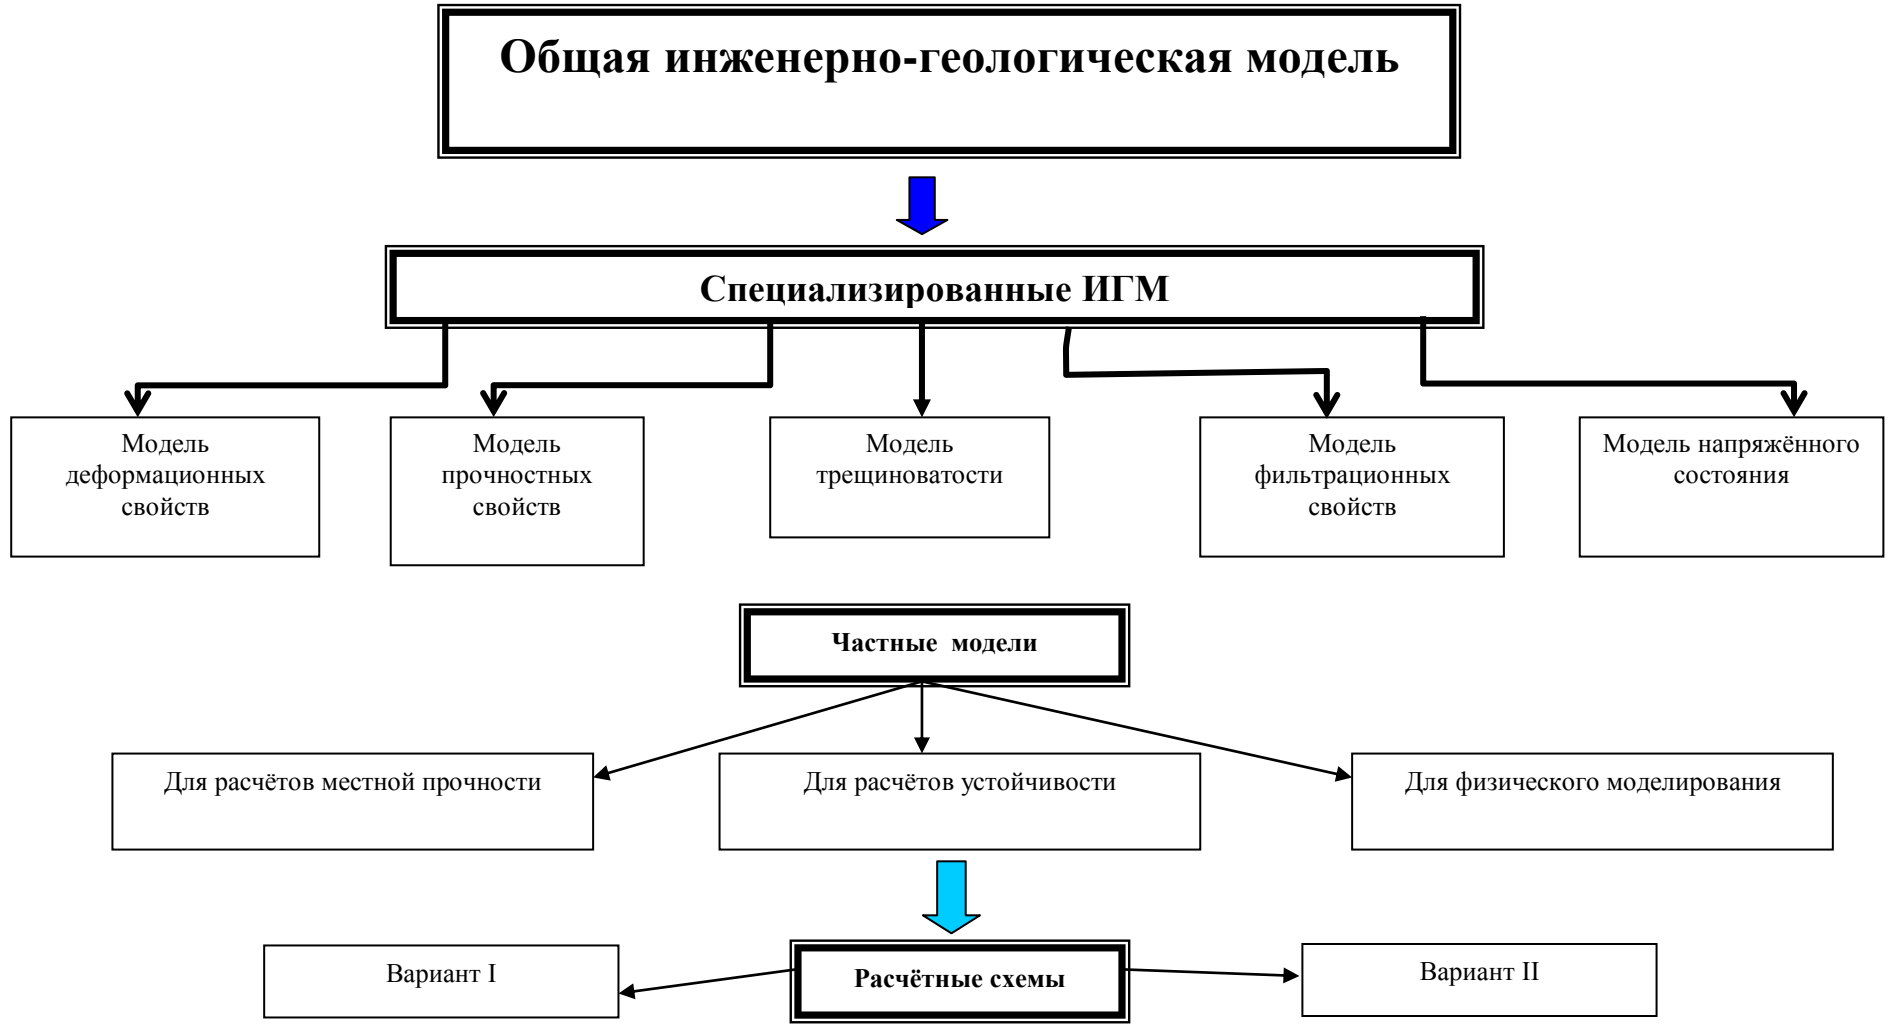 Общая инженерно-геологическая модель
Специализированные ИГМ
Модель
деформационных
свойств
Модель
прочностных
свойств
Модель
трещиноватости
Модель
фильтрационных
свойств
Модель напряжённого
состояния
Частные модели
Для расчётов местной прочности
Для расчётов устойчивости
Для физического моделирования
Вариант I
Расчётные схемы
Вариант II